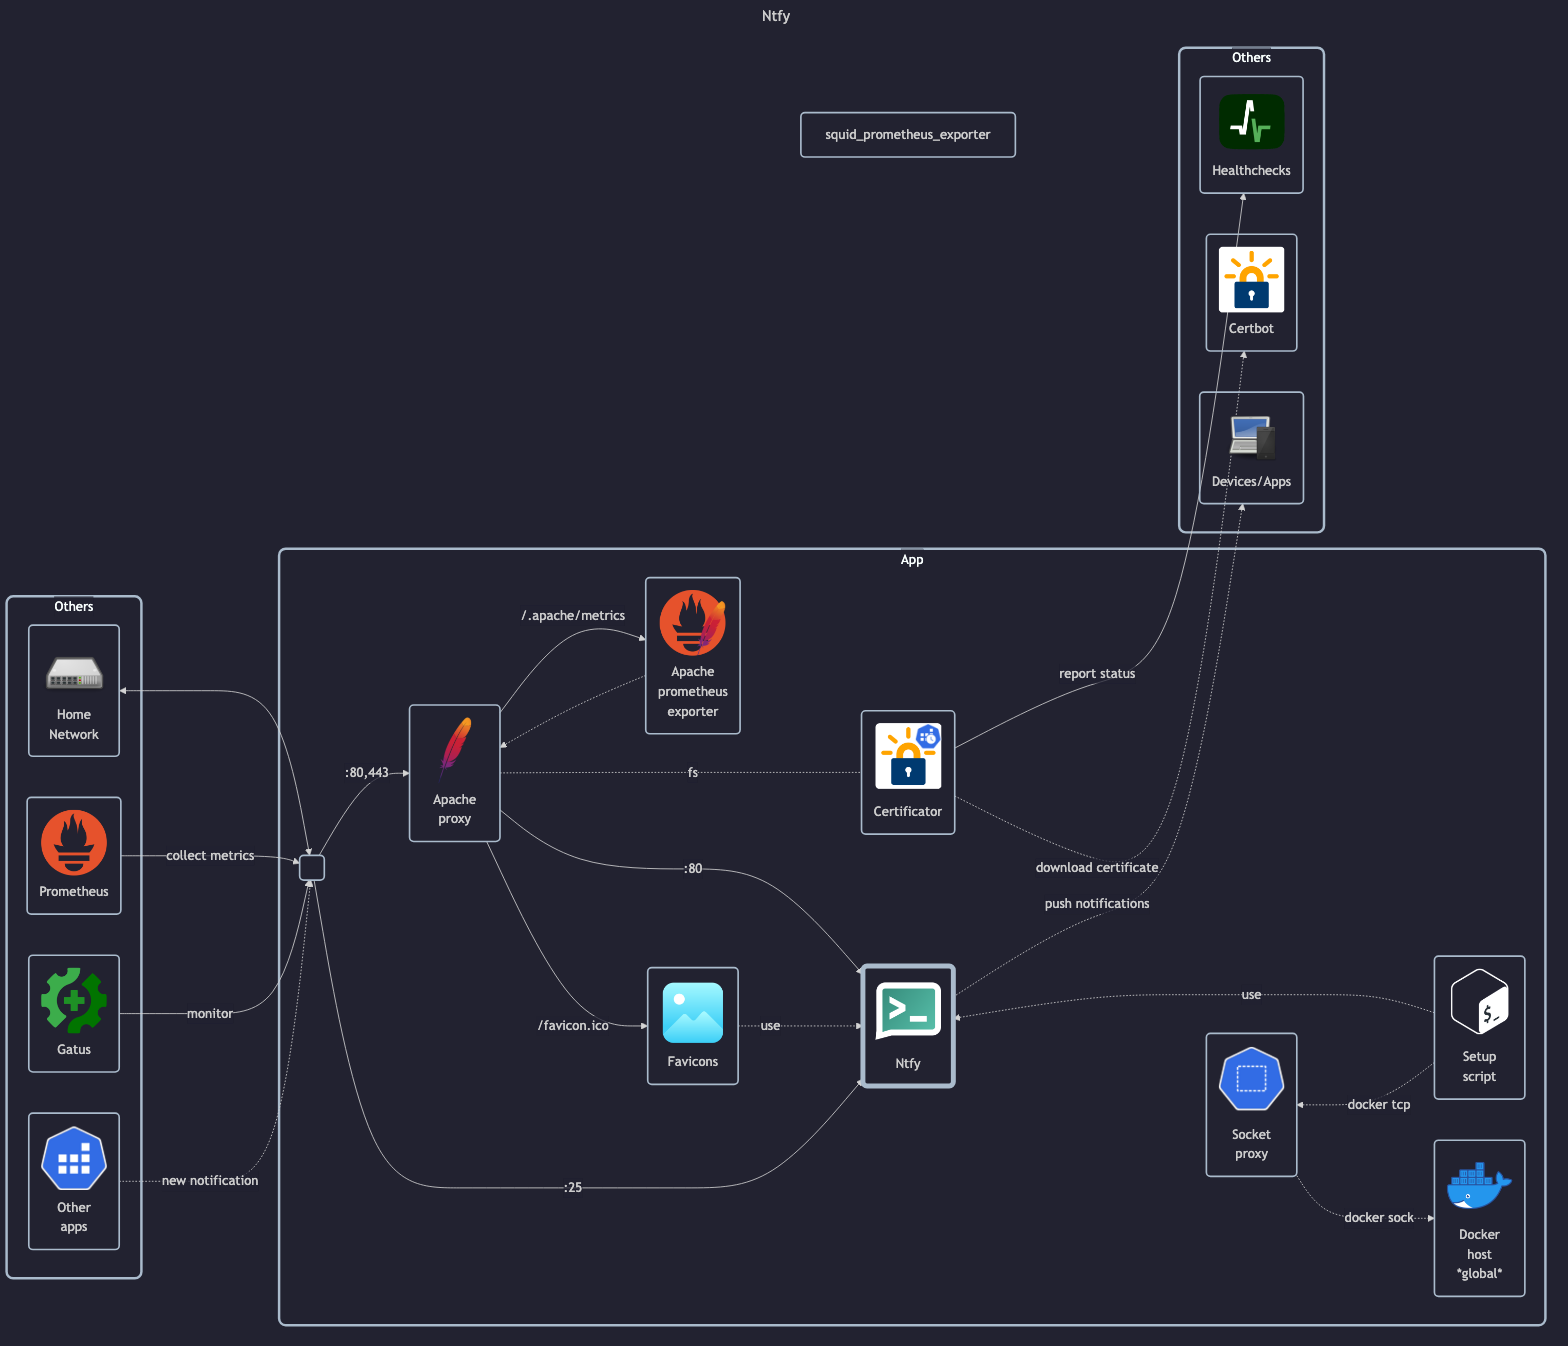 Ntfy
Others
Healthchecks
Certbot
Devices/Apps
squid_prometheus_exporter
App
Others
Home
Network
Prometheus
Gatus
Other
apps
collect metrics
monitor
new notification
:80,443
Apache
proxy
/.apache/metrics
Apache
prometheus
exporter
fs
:80
/favicon.ico
Favicons
use
:25
Certificator
report status
download certificate
push notifications
>_
Ntfy
use
$_
Setup
script
Socket
proxy
docker tcp
docker sock
Docker
host
*global*